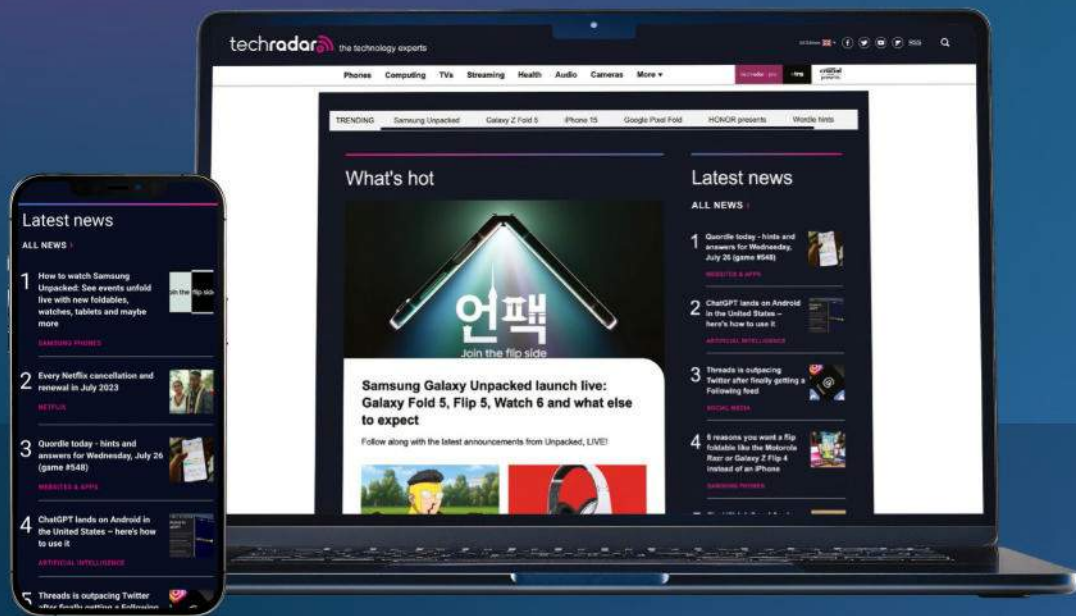 techradar the technology experts
RSS
Phones Computing TVs Streaming Health Audio Cameras More
TRENDING Samsung Unpacked Galaxy Z Fold 5 iPhone 15 Google Pixel Fold HONOR presents Wordle hints
What's hot
언팩
Join the flip side
Samsung Galaxy Unpacked launch live:
Galaxy Fold 5, Flip 5, Watch 6 and what else
to expect
Follow along with the latest announcements from Unpacked, LIVE!
Latest news
ALL NEWS
1 Quordle today - hints and
answers for Wednesday,
July 26 (game #548)
WEBSITES & APPS
2 ChatGPT lands on Android
in the United States –
here's how to use it
ARTIFICIAL INTELLIGENCE
3 Threads is outpacing
Twitter after finally getting a
Following feed
SOCIAL MEDIA
4 5 reasons you want a flip
foldable like the Motorola
Razr or Galaxy Z Flip 4
instead of an iPhone
SAMSUNG PHONES
Latest news
ALL NEWS
1 How to watch Samsung
Unpacked: See events unfold
live with new foldables,
watches, tablets and maybe
more
SAMSUNG PHONES
2 Every Netflix cancellation and
renewal in July 2023
NETFLIX
3 Quordle today - hints and
answers for Wednesday, July 26
(game #548)
WEBSITES & APPS
4 ChatGPT lands on Android in
the United States – here's how
to use it
ARTIFICIAL INTELLIGENCE
5 Threads is outpacing Twitter
after finally getting a Following